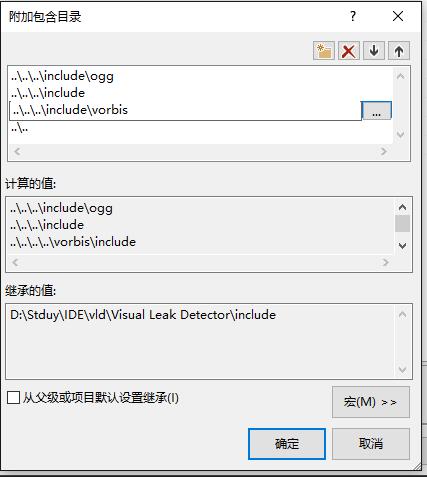 附加包含目录
? ×
..\..\..\include\ogg
..\..\..\include
..\..\..\include\vorbis
...
..\..
计算的值:
..\..\..\include\ogg
..\..\..\include
..\..\..\..\vorbis\include
继承的值:
D:\Stduy\IDE\vld\Visual Leak Detector\include
从父级或项目默认设置继承(I)
宏(M) >>
确定
取消